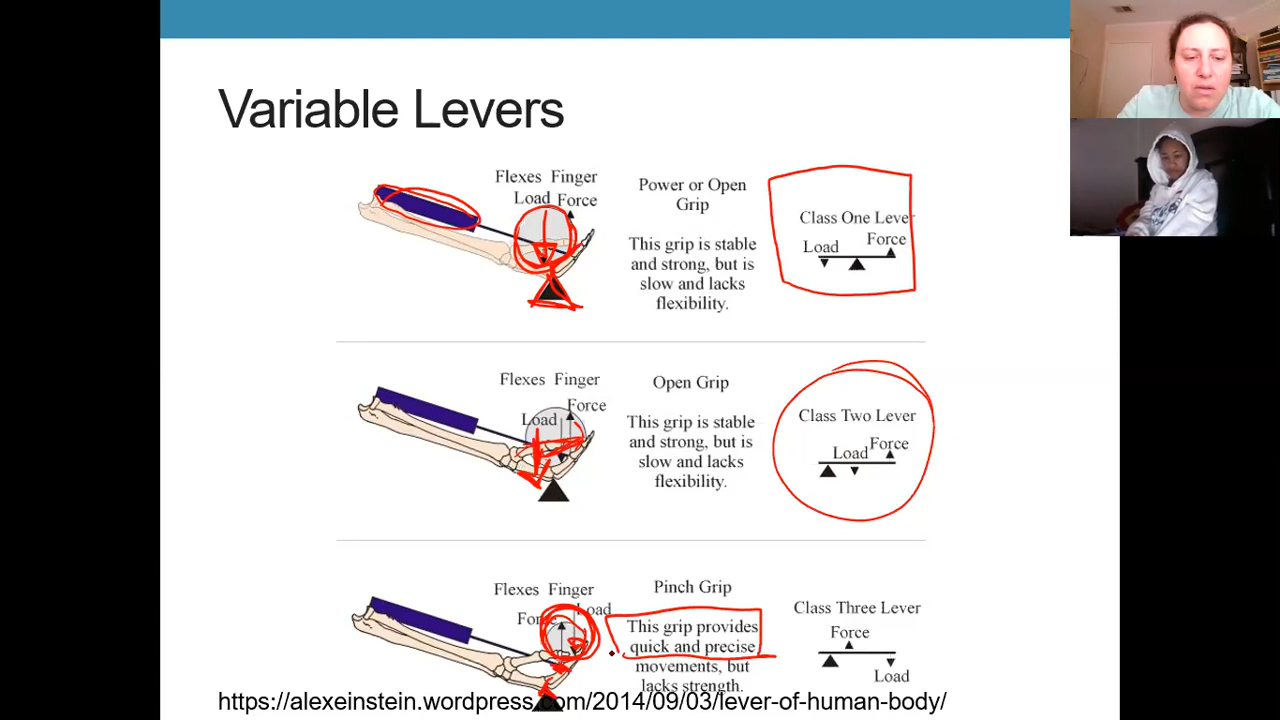 Variable Levers
Flexes Finger
Load Force
Power or Open
Grip
This grip is stable
and strong, but is
slow and lacks
flexibility.
Class One Lever
Load Force
Flexes Finger
Force
Load
Open Grip
This grip is stable
and strong, but is
slow and lacks
flexibility.
Class Two Lever
Load Force
Flexes Finger
Force Load
Pinch Grip
This grip provides
quick and precise
movements, but
lacks strength.
Class Three Lever
Force
Load
https://alexeinstein.wordpress.com/2014/09/03/lever-of-human-body/